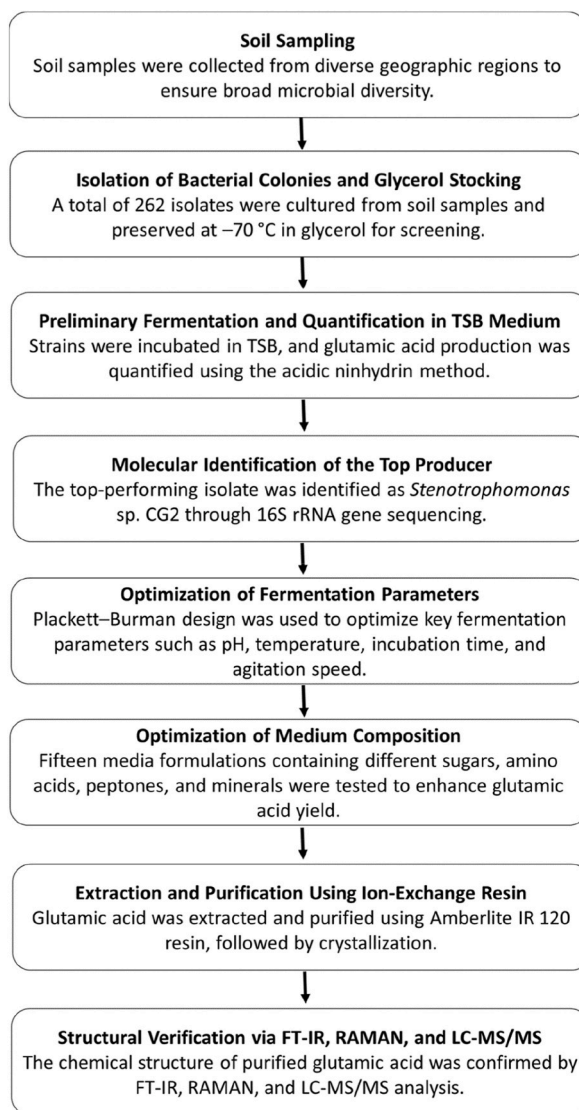 Soil Sampling
Soil samples were collected from diverse geographic regions to
ensure broad microbial diversity.
Isolation of Bacterial Colonies and Glycerol Stocking
A total of 262 isolates were cultured from soil samples and
preserved at –70 °C in glycerol for screening.
Preliminary Fermentation and Quantification in TSB Medium
Strains were incubated in TSB, and glutamic acid production was
quantified using the acidic ninhydrin method.
Molecular Identification of the Top Producer
The top-performing isolate was identified as Stenotrophomonas
sp. CG2 through 16S rRNA gene sequencing.
Optimization of Fermentation Parameters
Plackett–Burman design was used to optimize key fermentation
parameters such as pH, temperature, incubation time, and
agitation speed.
Optimization of Medium Composition
Fifteen media formulations containing different sugars, amino
acids, peptones, and minerals were tested to enhance glutamic
acid yield.
Extraction and Purification Using Ion-Exchange Resin
Glutamic acid was extracted and purified using Amberlite IR 120
resin, followed by crystallization.
Structural Verification via FT-IR, RAMAN, and LC-MS/MS
The chemical structure of purified glutamic acid was confirmed by
FT-IR, RAMAN, and LC-MS/MS analysis.